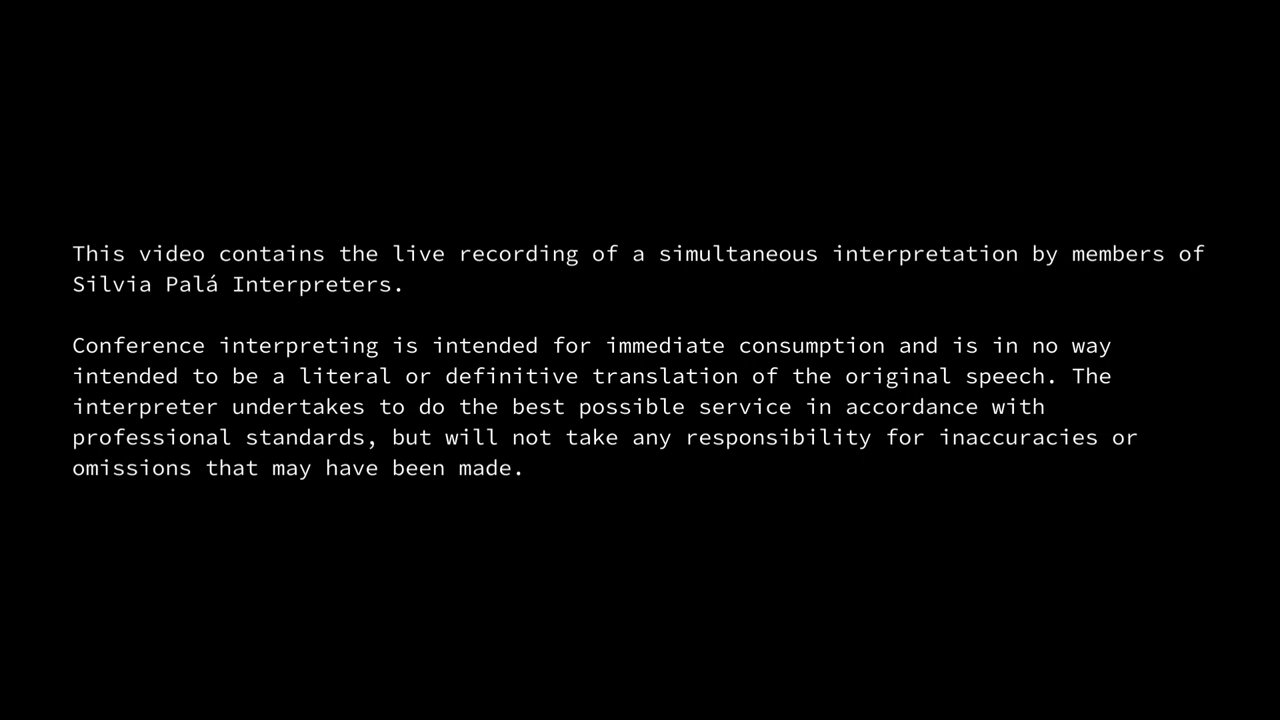 This video contains the live recording of a simultaneous interpretation by members of
Silvia Palá Interpreters.
Conference interpreting is intended for immediate consumption and is in no way
intended to be a literal or definitive translation of the original speech. The
interpreter undertakes to do the best possible service in accordance with
professional standards, but will not take any responsibility for inaccuracies or
omissions that may have been made.